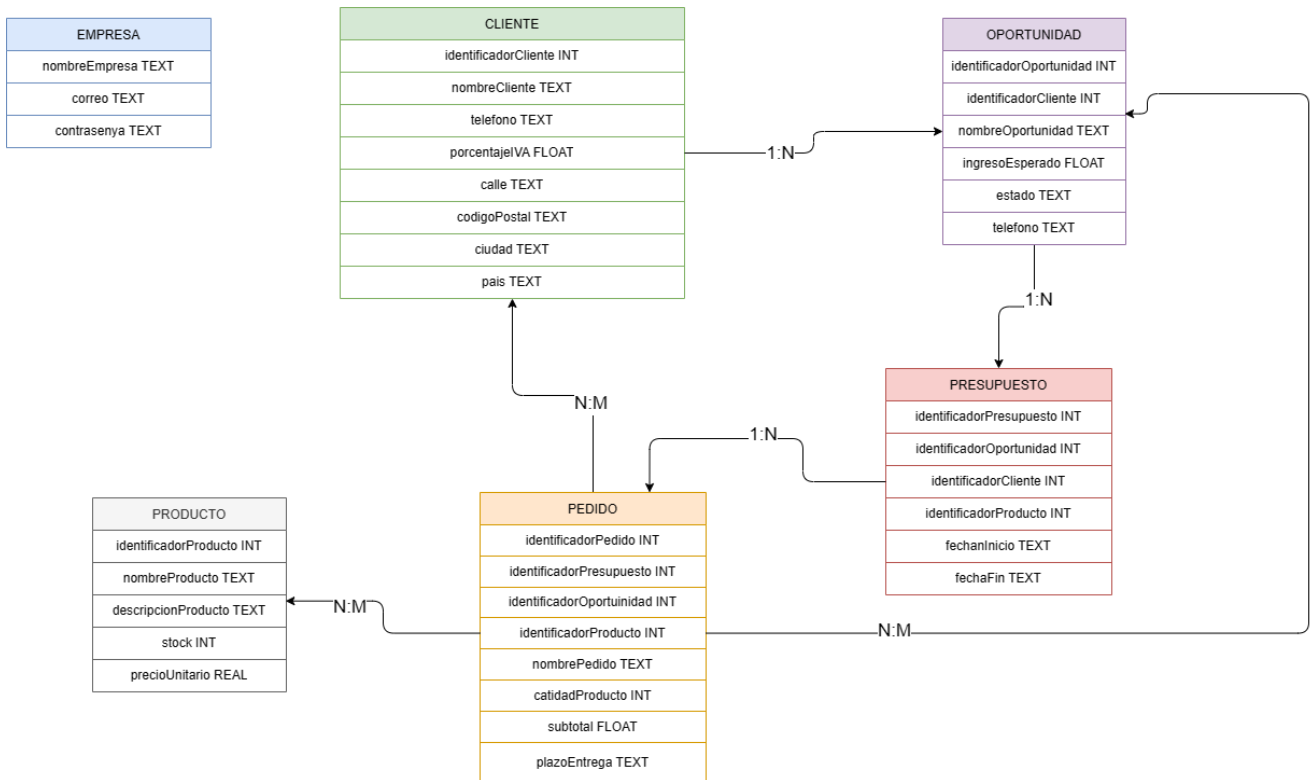 EMPRESA
nombreEmpresa TEXT
correo TEXT
contrasenya TEXT
CLIENTE
identificadorCliente INT
nombreCliente TEXT
telefono TEXT
porcentajeIVA FLOAT
calle TEXT
codigoPostal TEXT
ciudad TEXT
pais TEXT
1:N
OPORTUNIDAD
identificadorOportunidad INT
identificadorCliente INT
nombreOportunidad TEXT
ingresoEsperado FLOAT
estado TEXT
telefono TEXT
1:N
PRESUPUESTO
identificadorPresupuesto INT
identificadorOportunidad INT
identificadorCliente INT
identificadorProducto INT
fechanInicio TEXT
fechaFin TEXT
N:M
1:N
PRODUCTO
identificadorProducto INT
nombreProducto TEXT
descripcionProducto TEXT
stock INT
precioUnitario REAL
N:M
PEDIDO
identificadorPedido INT
identificadorPresupuesto INT
identificadorOportuinidad INT
identificadorProducto INT
nombrePedido TEXT
catidadProducto INT
subtotal FLOAT
plazoEntrega TEXT
N:M